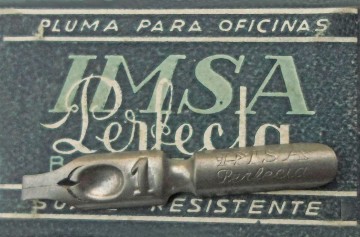 PLUMA PARA OFICINAS
IMSA
Perfecta
1
IMSA
Perfecta
RESISTENTE